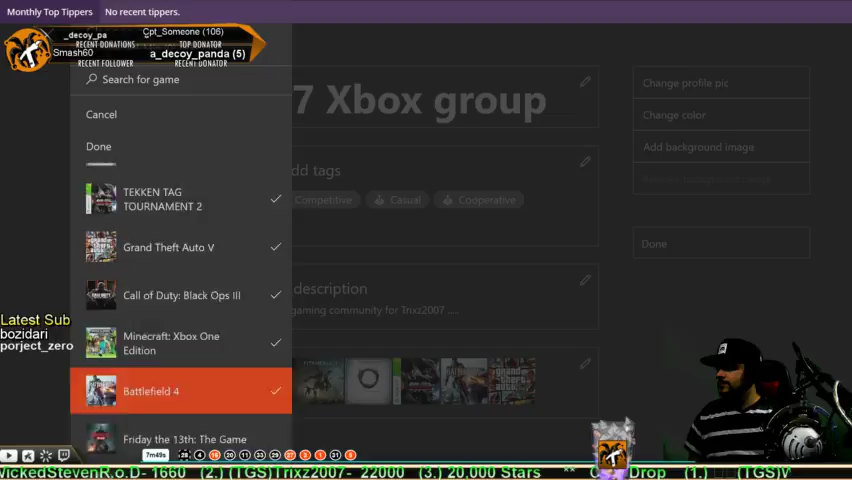 Monthly Top Tippers No recent tippers.
_decoy_pa Cpt_Someone (106)
RECENT DONATIONS TOP DONATOR
Smash60 a_decoy_panda (5)
RECENT FOLLOWER RECENT DONATOR
Search for game
Cancel
Done
TEKKEN TAG
TOURNAMENT 2
Grand Theft Auto V
Call of Duty: Black Ops III
Minecraft: Xbox One
Edition
Battlefield 4
Friday the 13th: The Game
7 Xbox group
dd tags
Competitive Casual Cooperative
description
gaming community for Trixz2007 ....
Change profile pic
Change color
Add background image
Done
Latest Sub
bozidari
porject_zero
7m49s
WickedStevenR.o.D- 1660 (2.) (TGS)Trixz2007- 22000 (3.) 20,000 Stars ** C Drop (1.) (TGS)V